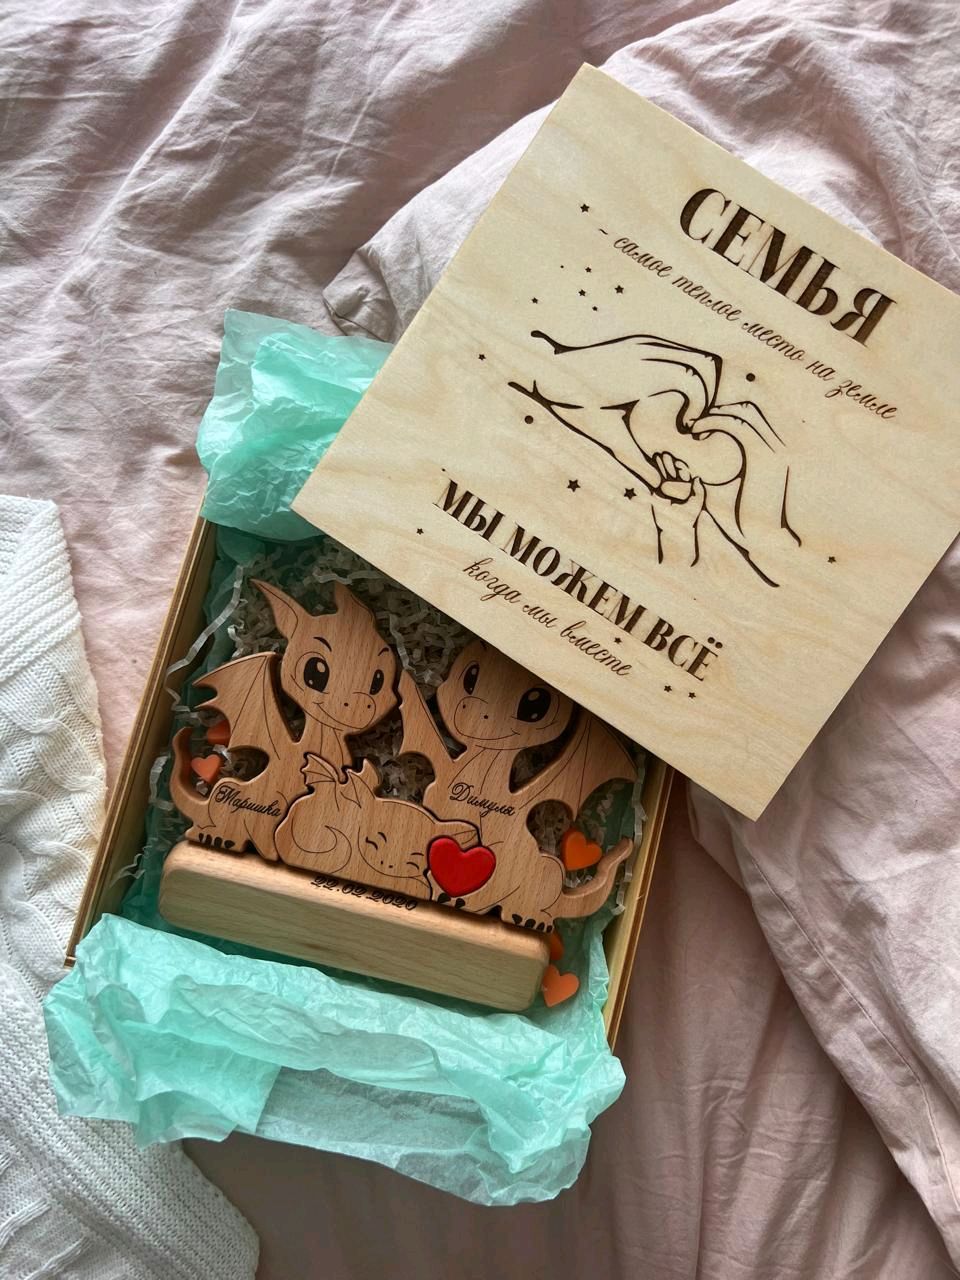 СЕМЬЯ
- самое теплое место на земле
МЫ МОЖЕМ ВСЁ
когда мы вместе
Маришка
Димуля
22.02.2020